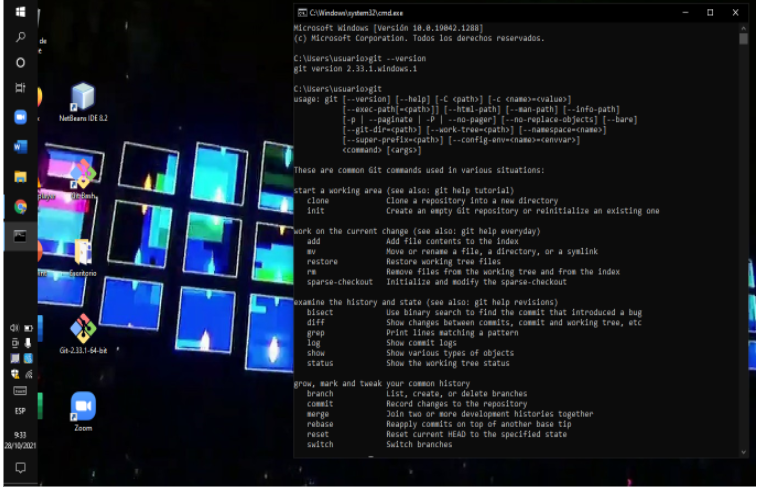 C:\Windows\system32\cmd.exe
Microsoft Windows [Versión 10.0.19042.1288]
(c) Microsoft Corporation. Todos los derechos reservados.
C:\Users\usuario>git --version
git version 2.33.1.windows.1
C:\Users\usuario>git
usage: git [--version] [--help] [-C <path>] [-c <name>=<value>]
[--exec-path[=<path>]] [--html-path] [--man-path] [--info-path]
[-p | --paginate | -P | --no-pager] [--no-replace-objects] [--bare]
[--git-dir=<path>] [--work-tree=<path>] [--namespace=<name>]
[--super-prefix=<path>] [--config-env=<name>=<envvar>]
<command> [<args>]
These are common Git commands used in various situations:
start a working area (see also: git help tutorial)
clone Clone a repository into a new directory
init Create an empty Git repository or reinitialize an existing one
work on the current change (see also: git help everyday)
add Add file contents to the index
mv Move or rename a file, a directory, or a symlink
restore Restore working tree files
rm Remove files from the working tree and from the index
sparse-checkout Initialize and modify the sparse-checkout
examine the history and state (see also: git help revisions)
bisect Use binary search to find the commit that introduced a bug
diff Show changes between commits, commit and working tree, etc
grep Print lines matching a pattern
log Show commit logs
show Show various types of objects
status Show the working tree status
grow, mark and tweak your common history
branch List, create, or delete branches
commit Record changes to the repository
merge Join two or more development histories together
rebase Reapply commits on top of another base tip
reset Reset current HEAD to the specified state
switch Switch branches
de
NetBeans IDE 8.2
GitBash
Escritorio
Git-2.33.1-64-bit
Zoom
ESP
9:33
28/10/2021